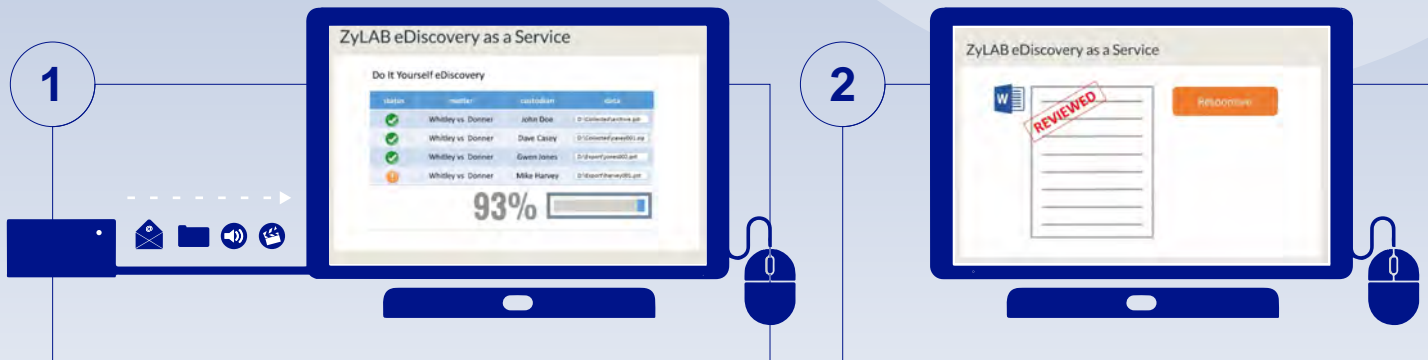 1
ZyLAB eDiscovery as a Service
Do It Yourself eDiscovery
status matter custodian data
Whitley vs Donner John Doe
Whitley vs Donner Dave Casey
Whitley vs Donner Gwen Jones
Whitley vs Donner Mike Harvey
93%
2
ZyLAB eDiscovery as a Service
W
REVIEWED
Responsive